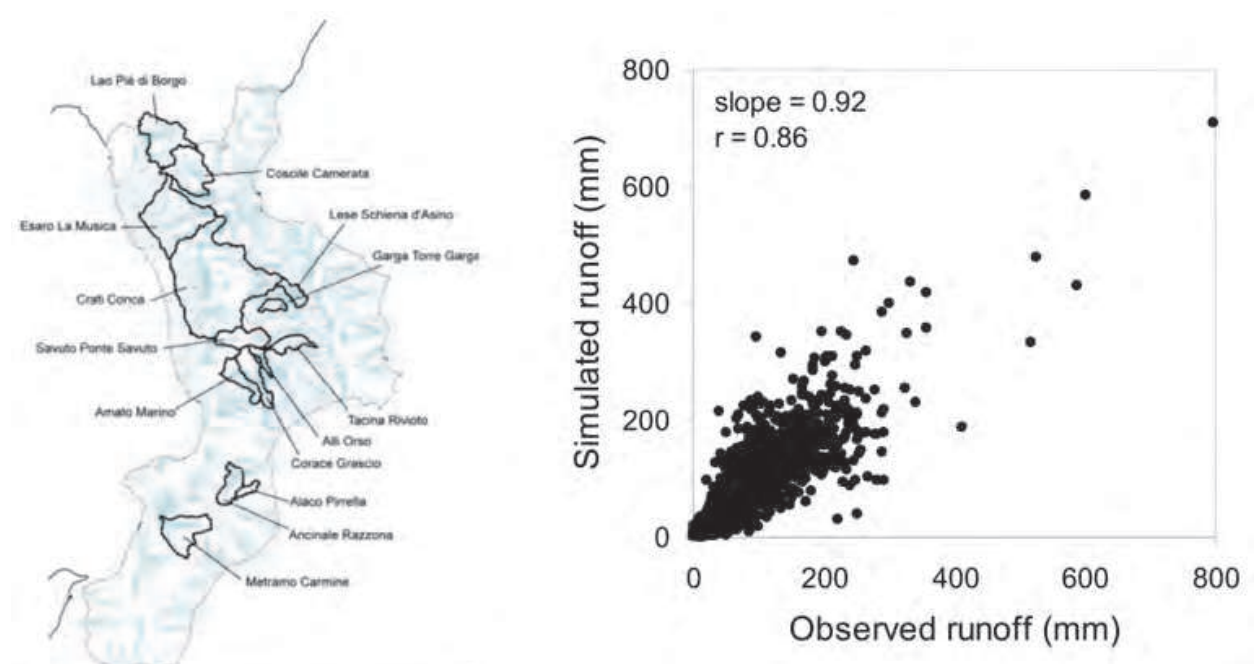 Lao Piè di Borgo
Coscile Camerata
Lese Schiena d'Asino
Esaro La Musica
Garga Torre Garga
Crati Conca
Savuto Ponte Savuto
Amato Marino
Tacina Rivioto
Alli Orso
Corace Grascio
Alaco Pirrella
Ancinale Razzona
Metramo Carmine
800
slope = 0.92
r = 0.86
600
400
200
0
Simulated runoff (mm)
0 200 400 600 800
Observed runoff (mm)